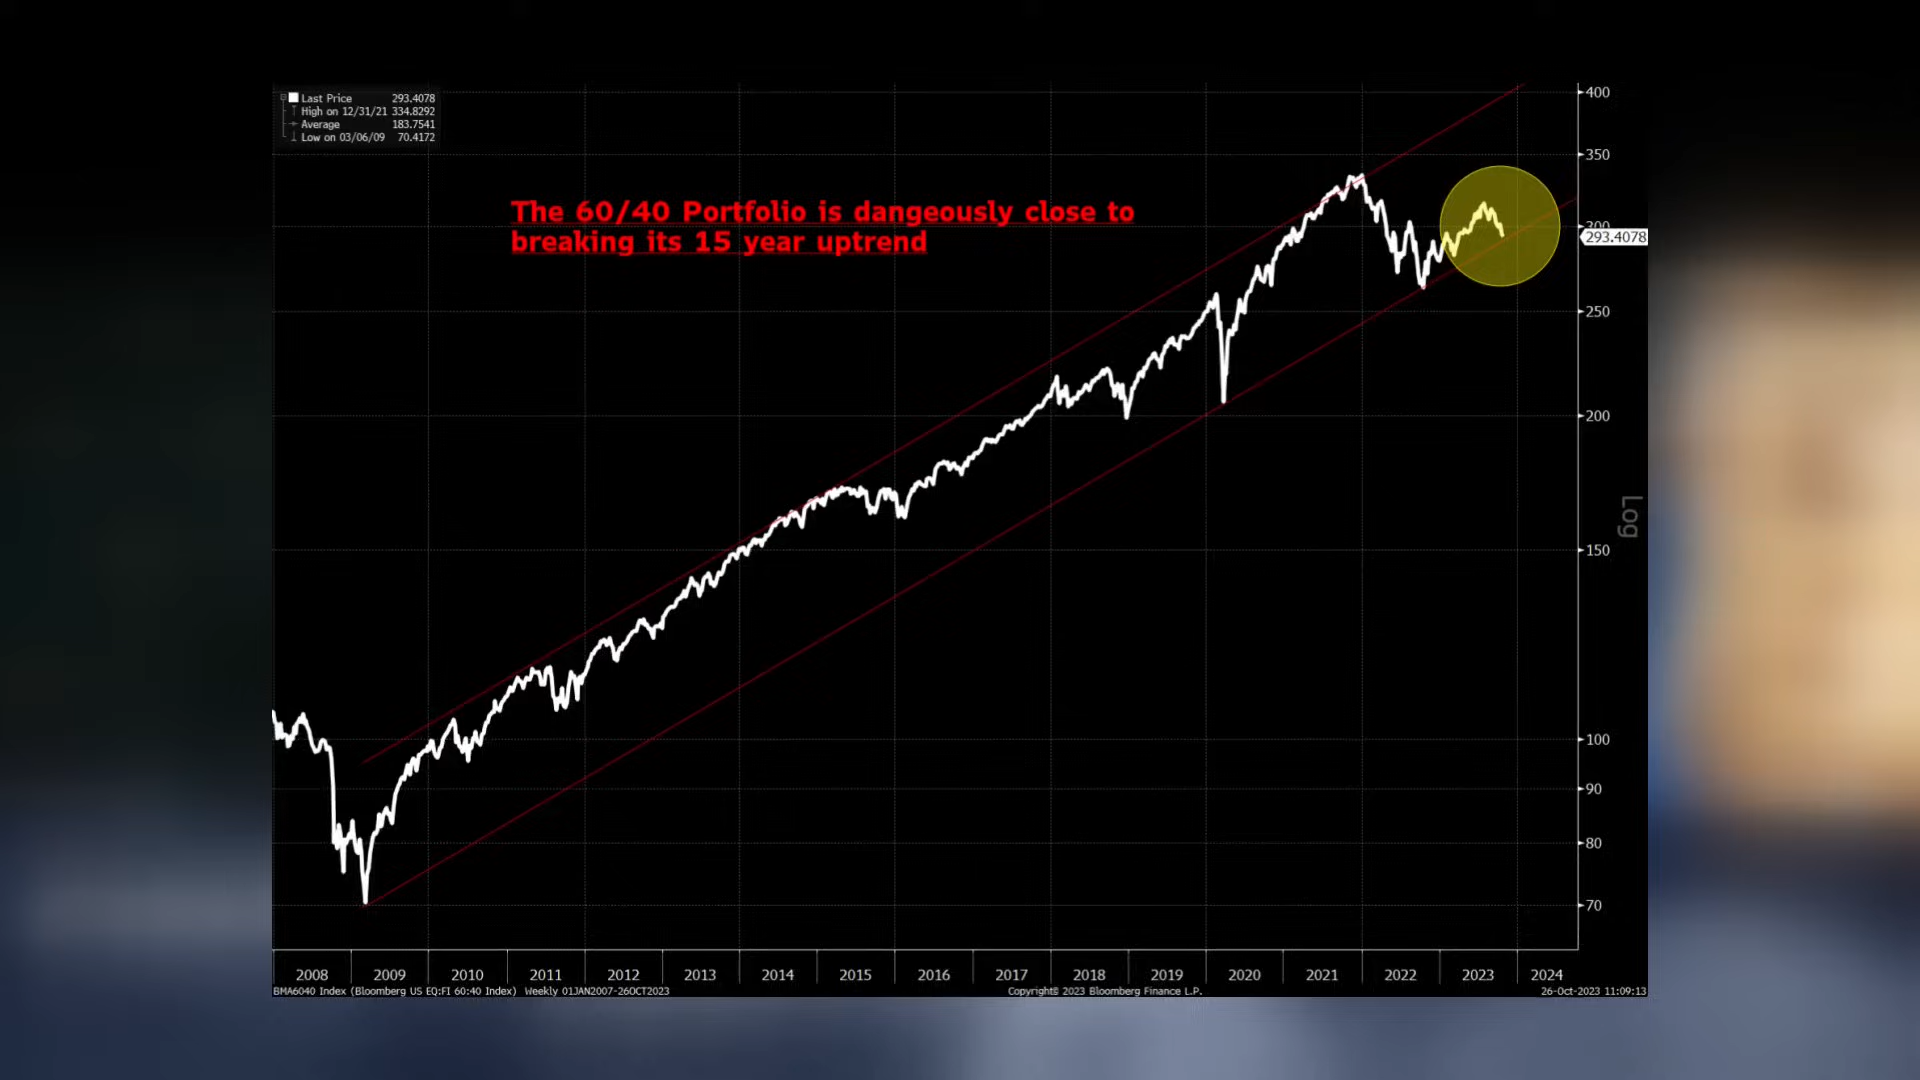 Last Price 293.4078
High on 12/31/21 334.8292
Average 183.7541
Low on 03/06/09 70.4172
The 60/40 Portfolio is dangeously close to
breaking its 15 year uptrend
400
350
300
293.4078
250
200
150
100
90
80
70
Log
2008 2009 2010 2011 2012 2013 2014 2015 2016 2017 2018 2019 2020 2021 2022 2023 2024
BMA6040 Index (Bloomberg US EQ:FI 60:40 Index) Weekly 01JAN2007-26OCT2023 Copyright© 2023 Bloomberg Finance L.P. 26-Oct-2023 11:09:13